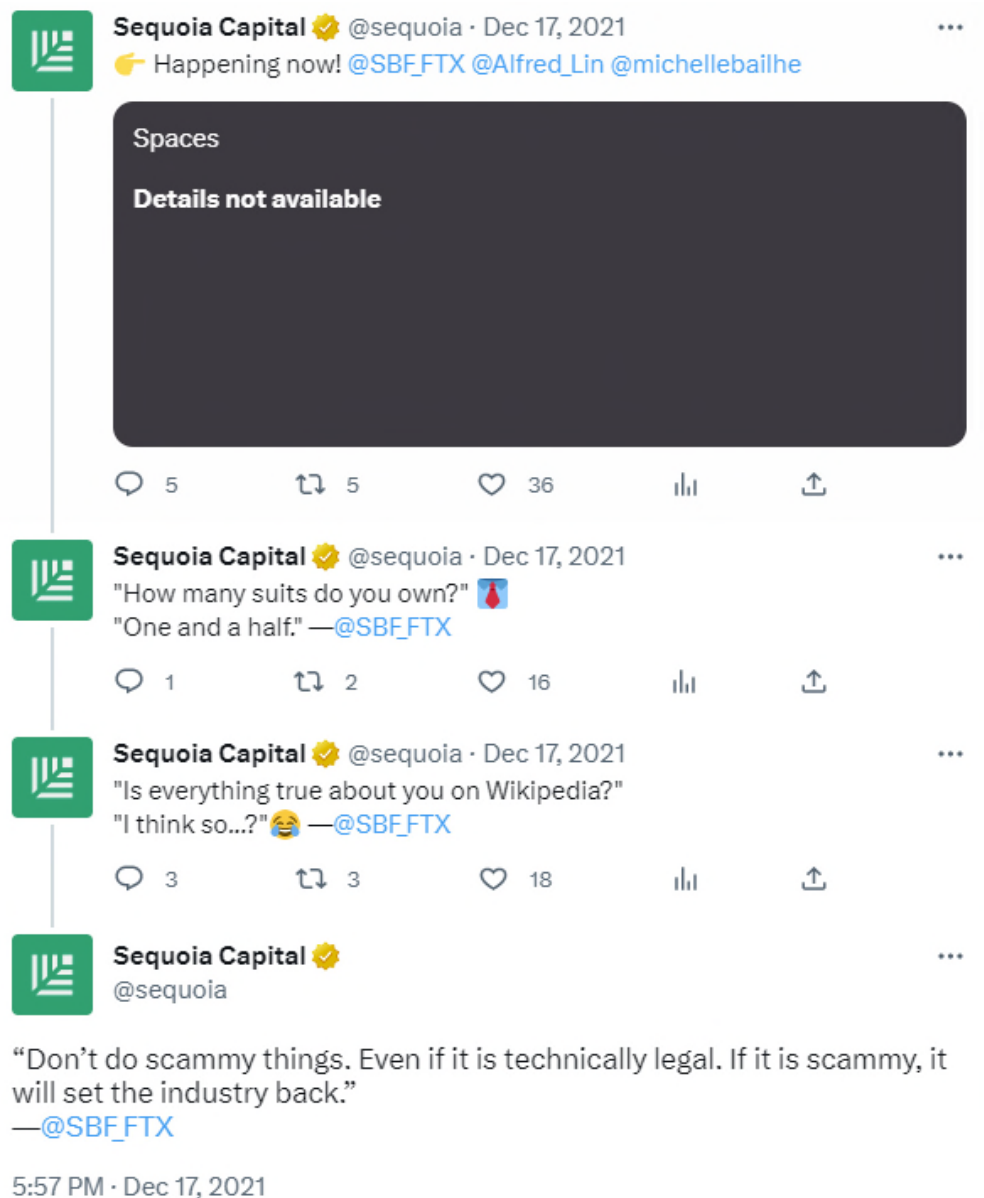 Sequoia Capital @sequoia · Dec 17, 2021
👉 Happening now! @SBF_FTX @Alfred_Lin @michellebailhe
Spaces
Details not available
5 5 36
Sequoia Capital @sequoia · Dec 17, 2021
"How many suits do you own?" 👔
"One and a half." —@SBF_FTX
1 2 16
Sequoia Capital @sequoia · Dec 17, 2021
"Is everything true about you on Wikipedia?"
"I think so...?"😂 —@SBF_FTX
3 3 18
Sequoia Capital
@sequoia
“Don’t do scammy things. Even if it is technically legal. If it is scammy, it
will set the industry back.”
—@SBF_FTX
5:57 PM · Dec 17, 2021